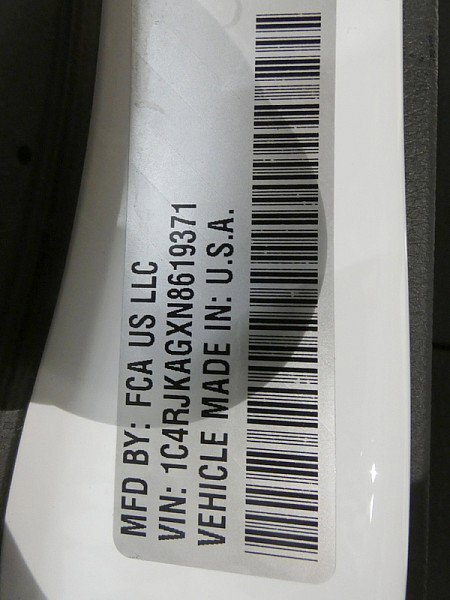 MFD BY: FCA US LLC
VIN: 1C4RJKAGXN8619371
VEHICLE MADE IN: U.S.A.